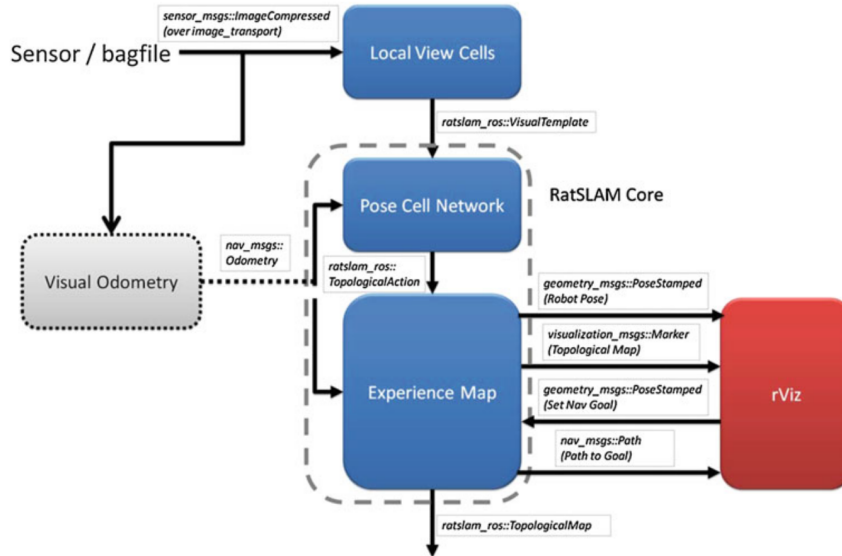 sensor_msgs::ImageCompressed
(over image_transport)
Sensor / bagfile
Local View Cells
ratslam_ros::VisualTemplate
Pose Cell Network
RatSLAM Core
nav_msgs::
Odometry
Visual Odometry
ratslam_ros::
TopologicalAction
geometry_msgs::PoseStamped
(Robot Pose)
visualization_msgs::Marker
(Topological Map)
Experience Map
geometry_msgs::PoseStamped
(Set Nav Goal)
rViz
nav_msgs::Path
(Path to Goal)
ratslam_ros::TopologicalMap